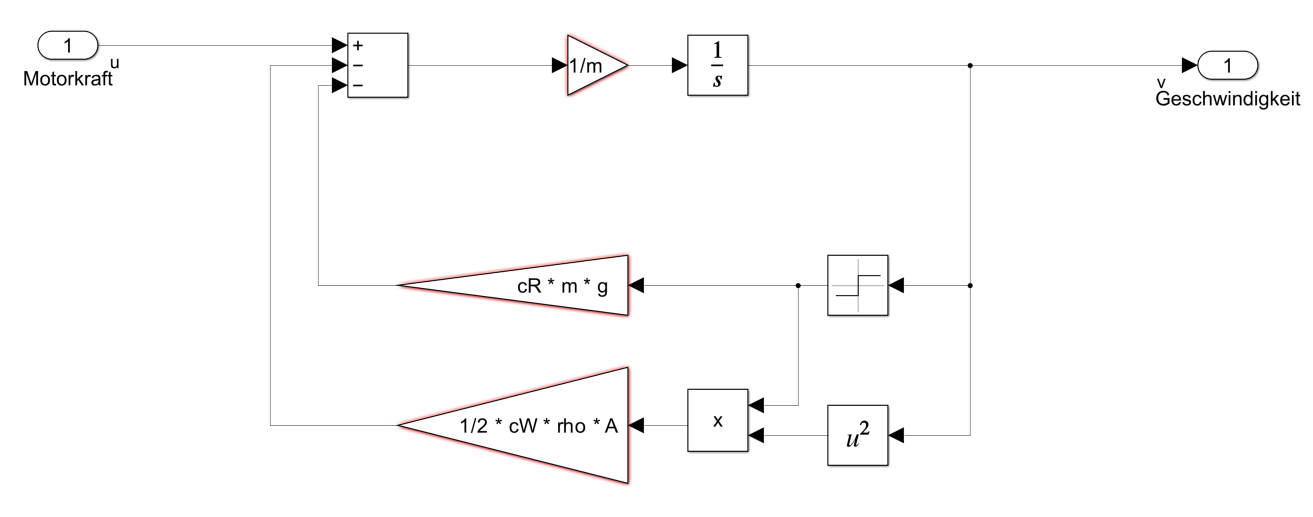 1
u
Motorkraft
+
−
−
1/m
1
s
1
v
Geschwindigkeit
cR * m * g
1/2 * cW * rho * A
x
u²